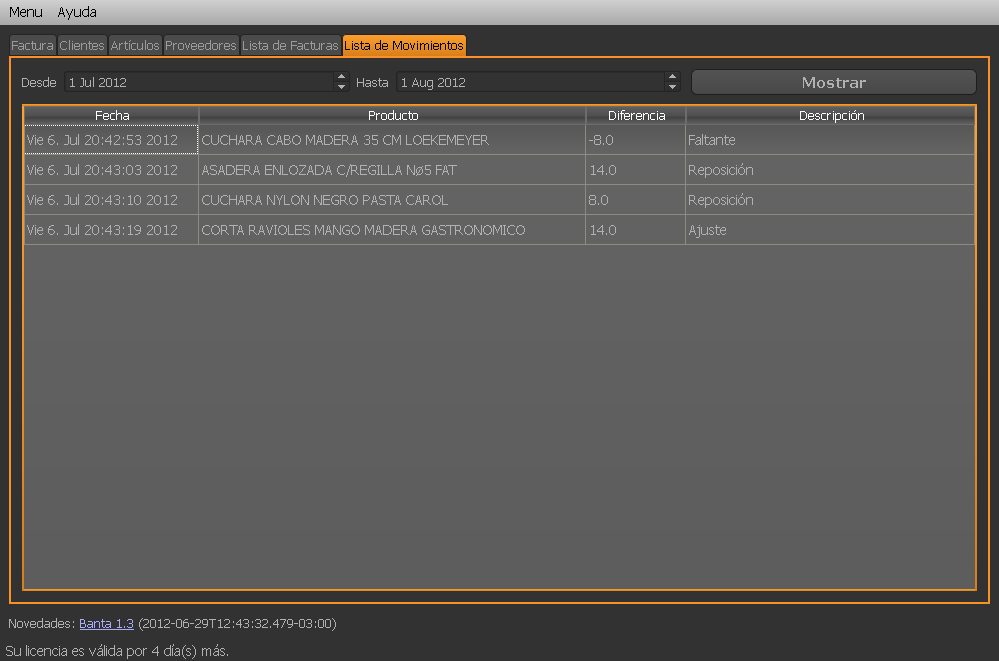 Menu Ayuda
Factura Clientes Artículos Proveedores Lista de Facturas Lista de Movimientos
Desde 1 Jul 2012 Hasta 1 Aug 2012 Mostrar
Fecha Producto Diferencia Descripción
Vie 6. Jul 20:42:53 2012 CUCHARA CABO MADERA 35 CM LOEKEMEYER -8.0 Faltante
Vie 6. Jul 20:43:03 2012 ASADERA ENLOZADA C/REGILLA Nø5 FAT 14.0 Reposición
Vie 6. Jul 20:43:10 2012 CUCHARA NYLON NEGRO PASTA CAROL 8.0 Reposición
Vie 6. Jul 20:43:19 2012 CORTA RAVIOLES MANGO MADERA GASTRONOMICO 14.0 Ajuste
Novedades: Banta 1.3 (2012-06-29T12:43:32.479-03:00)
Su licencia es válida por 4 día(s) más.